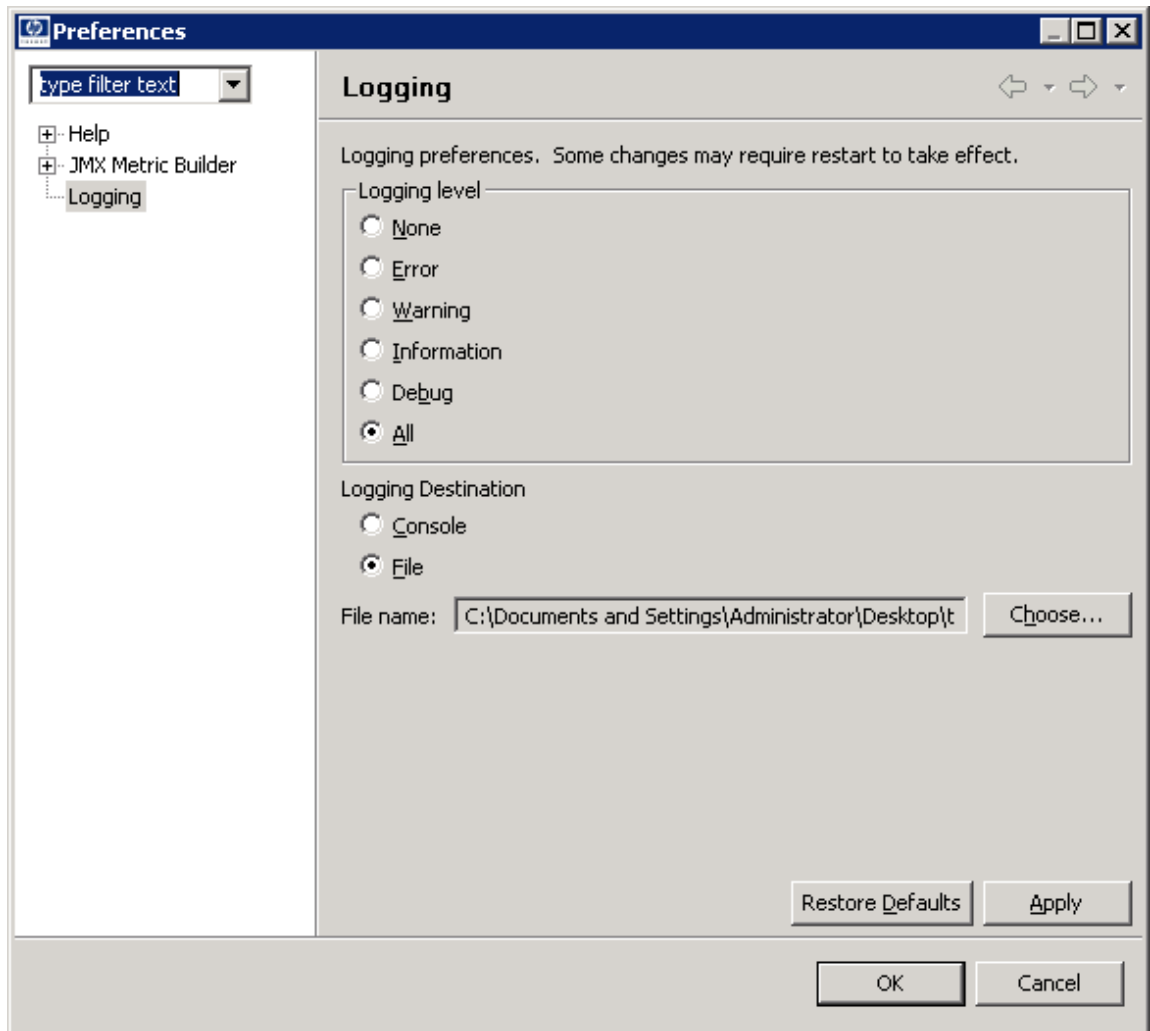 Preferences
type filter text
Help
JMX Metric Builder
Logging
Logging
Logging preferences.  Some changes may require restart to take effect.
Logging level
None
Error
Warning
Information
Debug
All
Logging Destination
Console
File
File name: C:\Documents and Settings\Administrator\Desktop\t Choose...
Restore Defaults Apply
OK Cancel